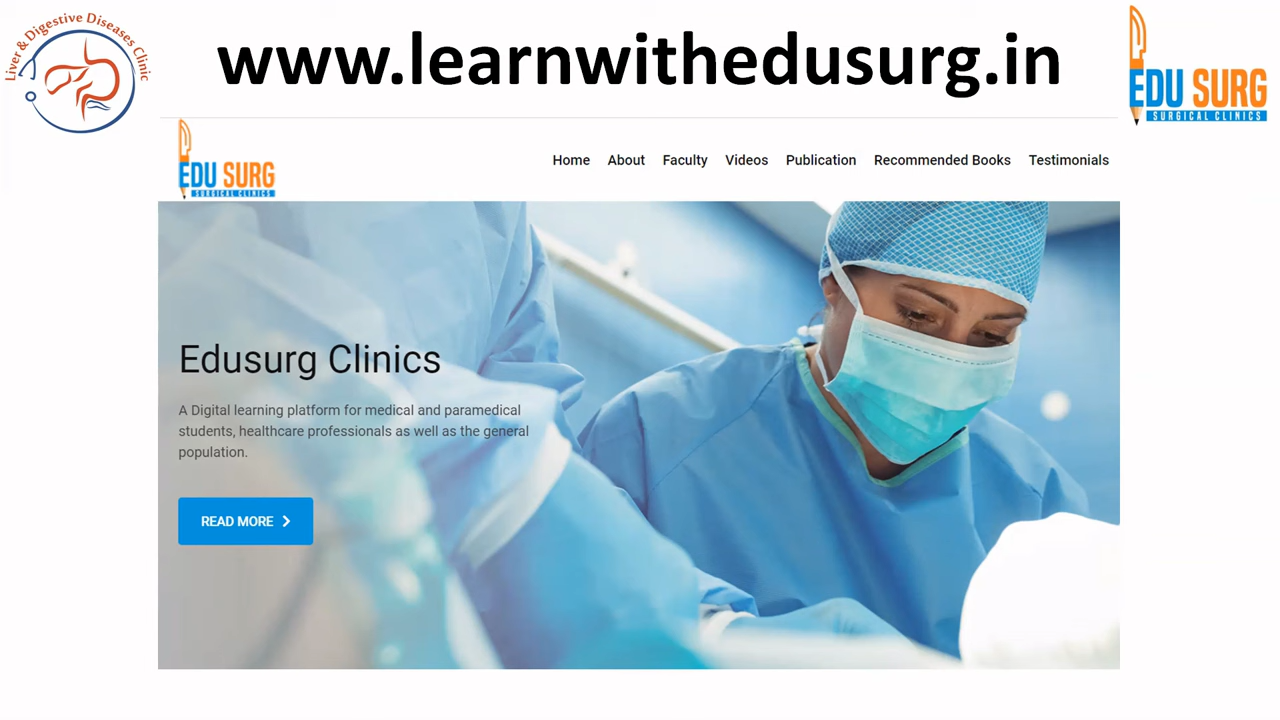 Liver & Digestive Diseases Clinic
www.learnwithedusurg.in
EDU SURG
SURGICAL CLINICS
EDU SURG
SURGICAL CLINICS
Home About Faculty Videos Publication Recommended Books Testimonials
Edusurg Clinics
A Digital learning platform for medical and paramedical
students, healthcare professionals as well as the general
population.
READ MORE